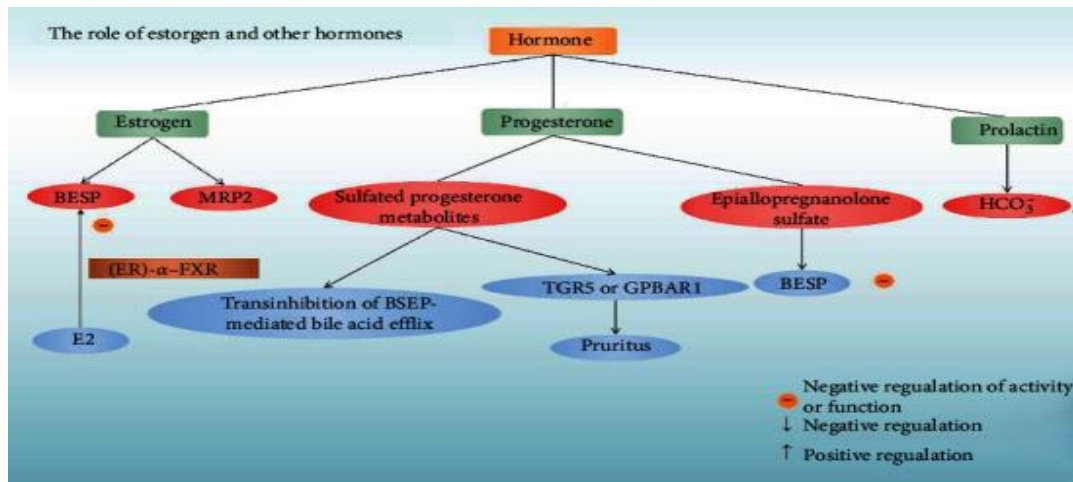 The role of estorgen and other hormones
Hormone
Estrogen
Progesterone
Prolactin
BESP
MRP2
Sulfated progesterone
metabolites
Epiallopregnanolone
sulfate
HCO₃⁻
(ER)-α–FXR
Transinhibition of BSEP-
mediated bile acid efflix
TGR5 or GPBAR1
BESP
E2
Pruritus
Negative regualation of activity
or function
↓ Negative regualation
↑ Positive regualation